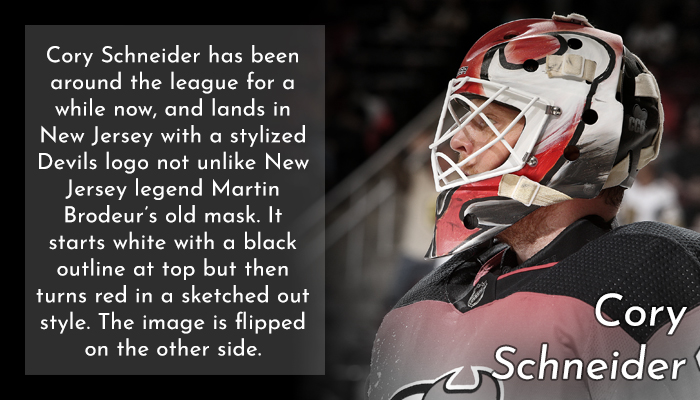 Cory Schneider has been
around the league for a
while now, and lands in
New Jersey with a stylized
Devils logo not unlike New
Jersey legend Martin
Brodeur's old mask. It
starts white with a black
outline at top but then
turns red in a sketched out
style. The image is flipped
on the other side.
CCM
Cory
Schneider